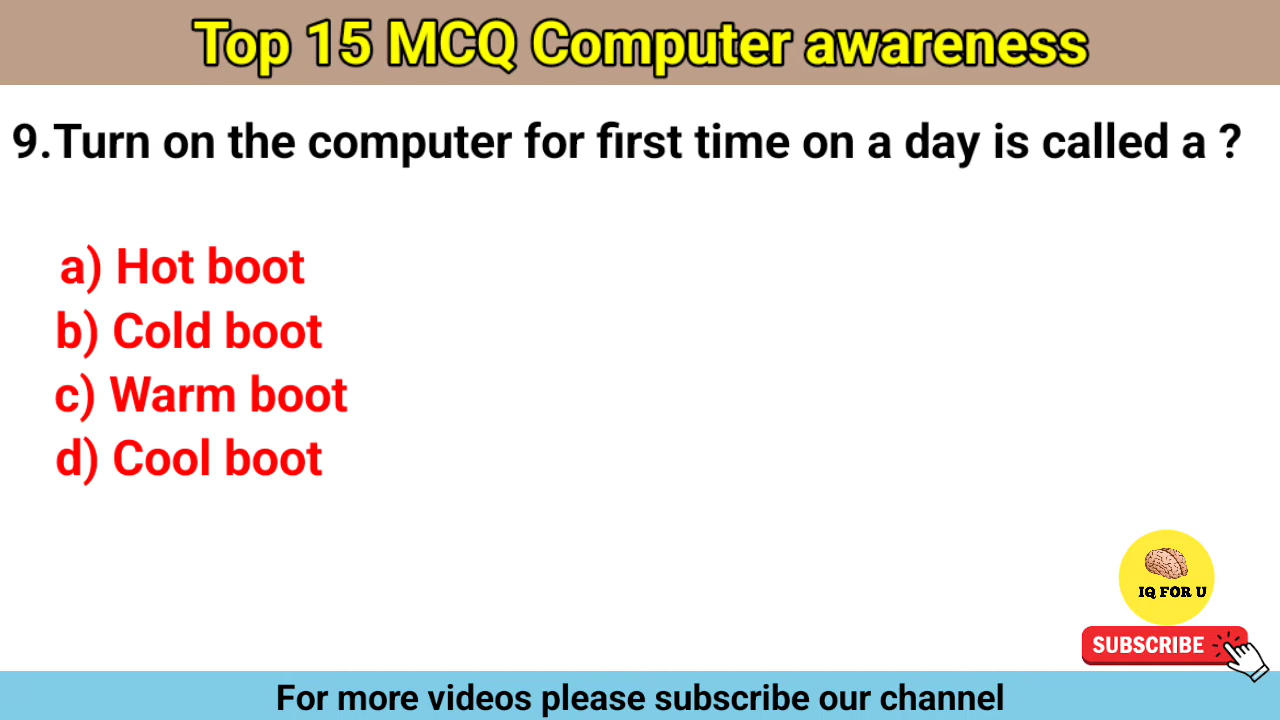 Top 15 MCQ Computer awareness
9.Turn on the computer for first time on a day is called a ?
a) Hot boot
b) Cold boot
c) Warm boot
d) Cool boot
IQ FOR U
SUBSCRIBE
For more videos please subscribe our channel